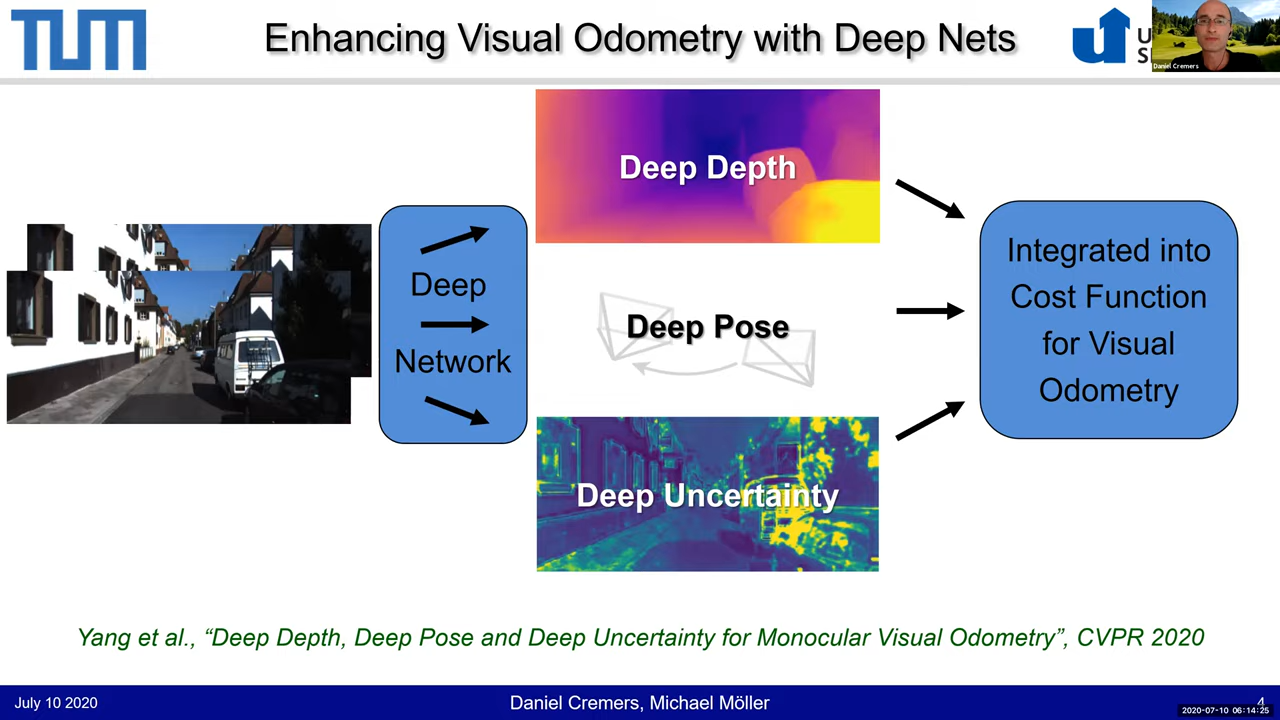 TUM
Enhancing Visual Odometry with Deep Nets
U
S
Daniel Cremers
Deep Depth
Deep
Network
Deep Pose
Deep Uncertainty
Integrated into
Cost Function
for Visual
Odometry
Yang et al., “Deep Depth, Deep Pose and Deep Uncertainty for Monocular Visual Odometry”, CVPR 2020
July 10 2020
Daniel Cremers, Michael Möller
4
2020-07-10 06:14:25